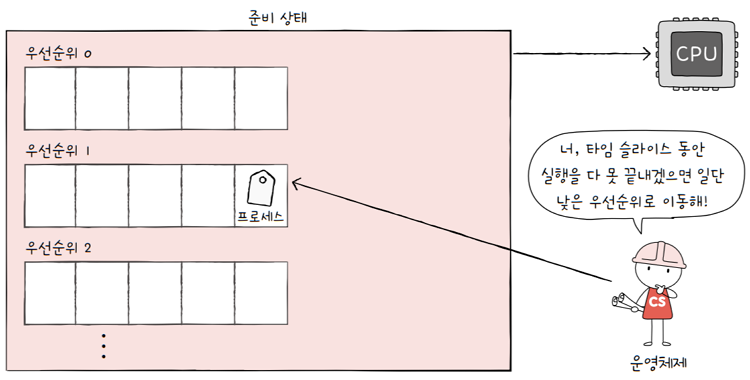 준비 상태
우선순위 0
CPU
우선순위 1
너, 타임 슬라이스 동안
실행을 다 못 끝내겠으면 일단
낮은 우선순위로 이동해!
프로세스
우선순위 2
CS
운영체제